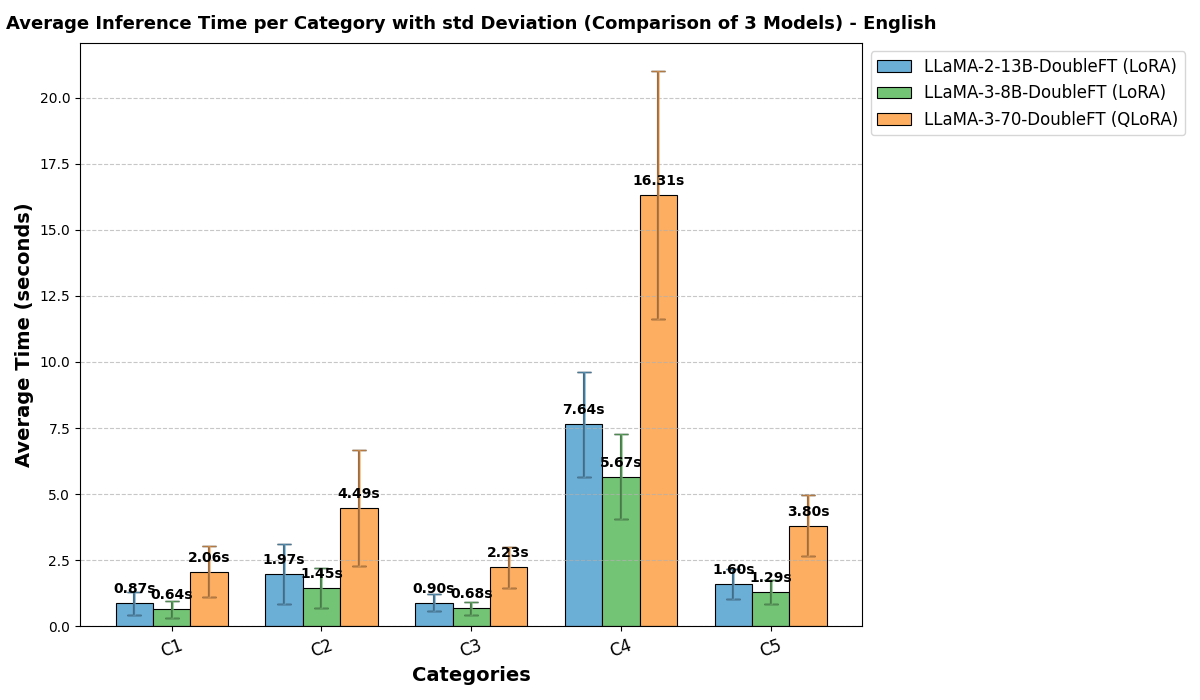 Average Inference Time per Category with std Deviation (Comparison of 3 Models) - English
LLaMA-2-13B-DoubleFT (LoRA)
LLaMA-3-8B-DoubleFT (LoRA)
LLaMA-3-70-DoubleFT (QLoRA)
Average Time (seconds)
20.0
17.5
15.0
12.5
10.0
7.5
5.0
2.5
0.0
0.87s
0.64s
2.06s
1.97s
1.45s
4.49s
0.90s
0.68s
2.23s
7.64s
5.67s
16.31s
1.60s
1.29s
3.80s
C1
C2
C3
C4
C5
Categories